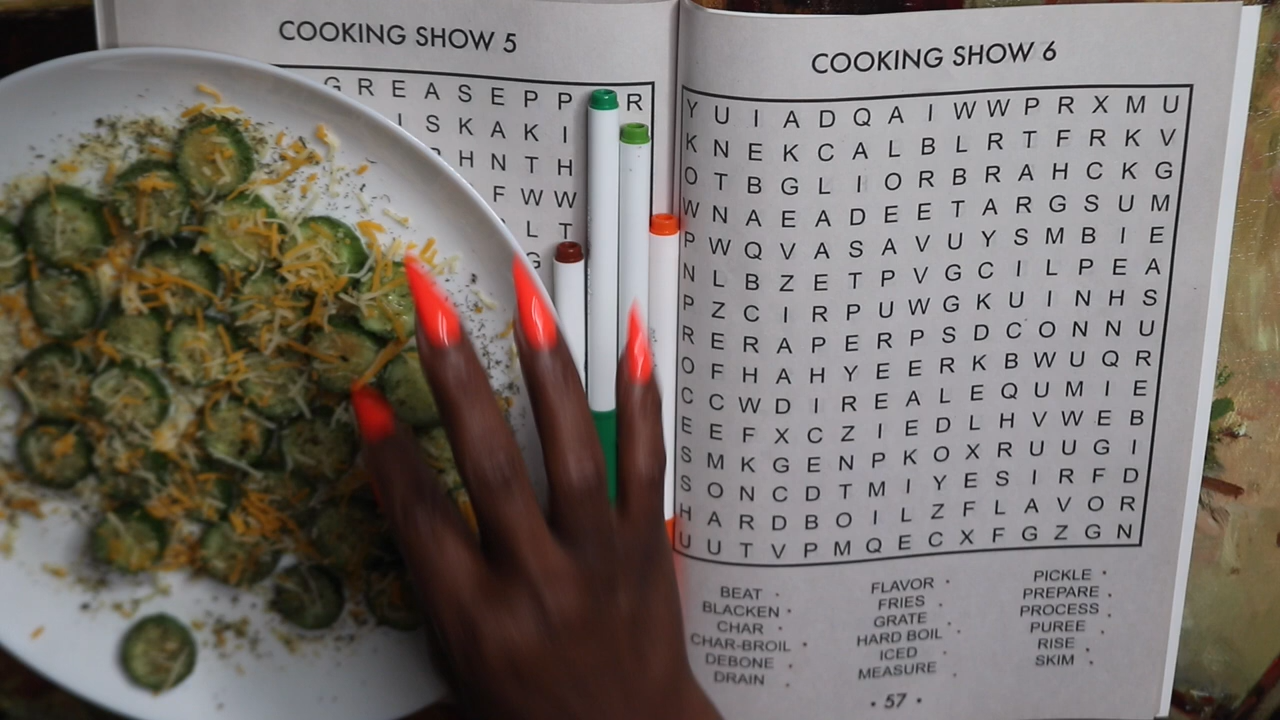 COOKING SHOW 5
G R E A S E P P R
I S K A K I
H N T H
F W W
L T
G
COOKING SHOW 6
Y U I A D Q A I W W P R X M U
K N E K C A L B L R T F R K V
O T B G L I O R B R A H C K G
W N A E A D E E T A R G S U M
P W Q V A S A V U Y S M B I E
N L B Z E T P V G C I L P E A
P Z C I R P U W G K U I N H S
R E R A P E R P S D C O N N U
O F H A H Y E E R K B W U Q R
C C W D I R E A L E Q U M I E
E E F X C Z I E D L H V W E B
S M K G E N P K O X R U U G I
S O N C D T M I Y E S I R F D
H A R D B O I L Z F L A V O R
U U T V P M Q E C X F G Z G N
BEAT
BLACKEN
CHAR
CHAR-BROIL
DEBONE
DRAIN
FLAVOR
FRIES
GRATE
HARD BOIL
ICED
MEASURE
PICKLE
PREPARE
PROCESS
PUREE
RISE
SKIM
• 57 •